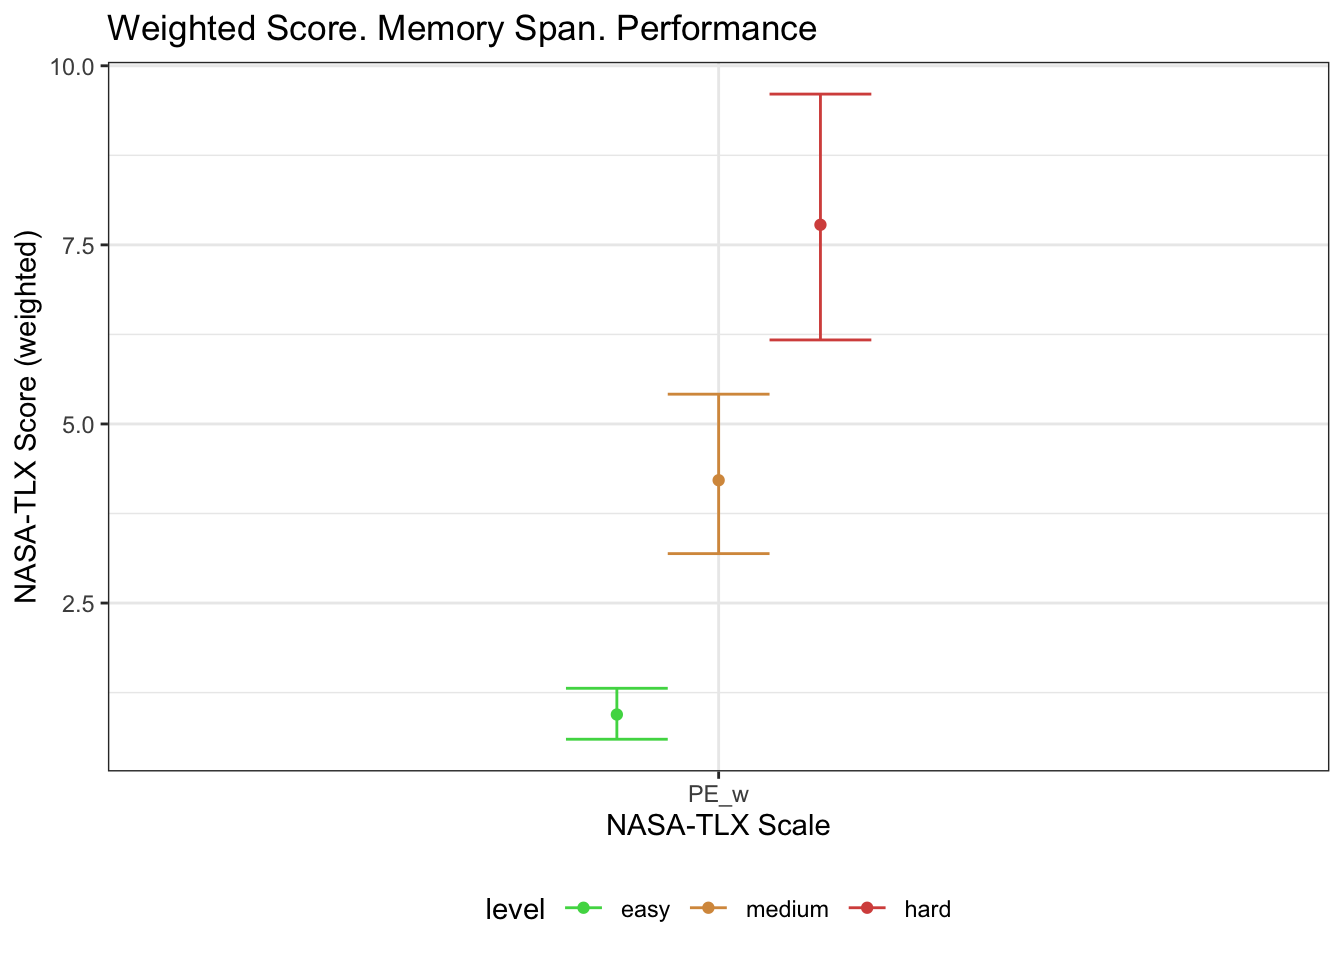 Weighted Score. Memory Span. Performance
NASA-TLX Score (weighted)
10.0
7.5
5.0
2.5
PE_w
NASA-TLX Scale
level easy medium hard